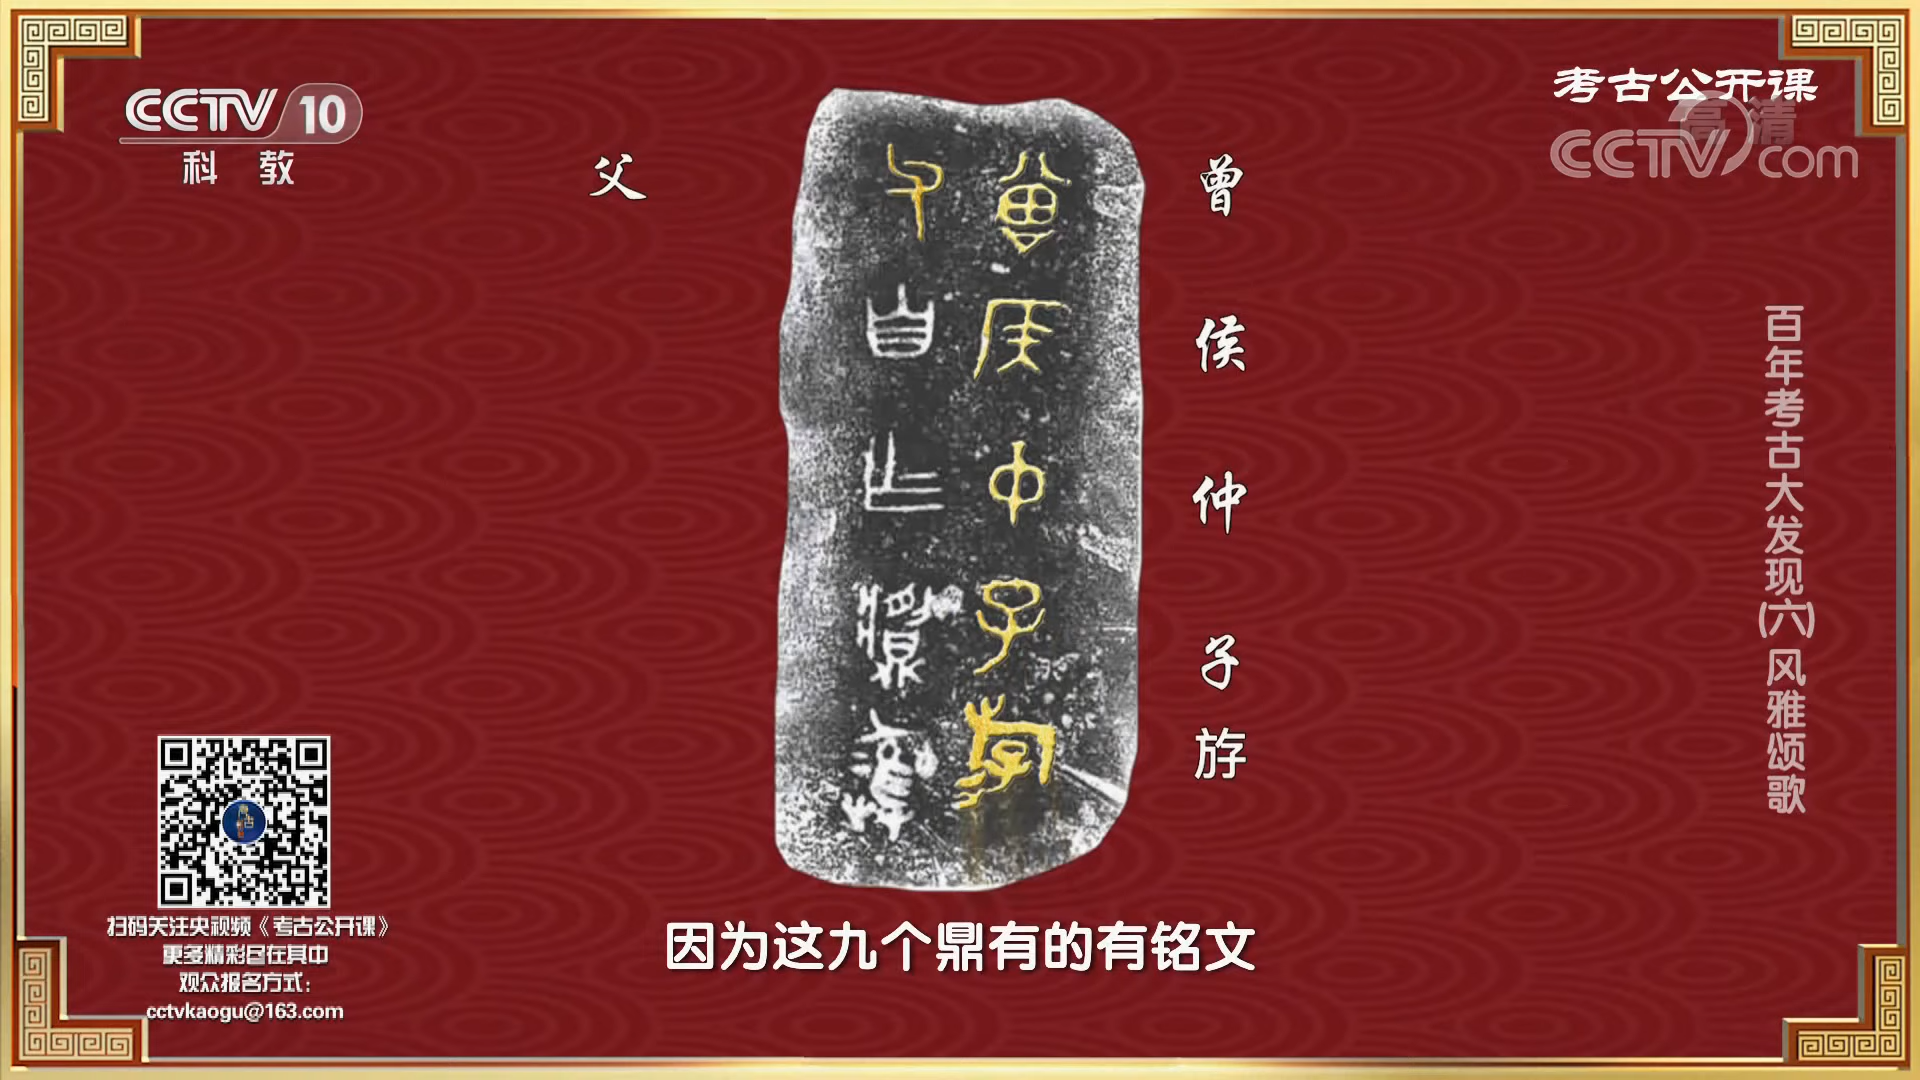 CCTV 10
科 教
考古公开课
高清
CCTV.com
曾侯仲子斿
父
百年考古大发现(六)风雅颂歌
因为这九个鼎有的有铭文
扫码关注央视频《考古公开课》
更多精彩尽在其中
观众报名方式：
cctvkaogu@163.com